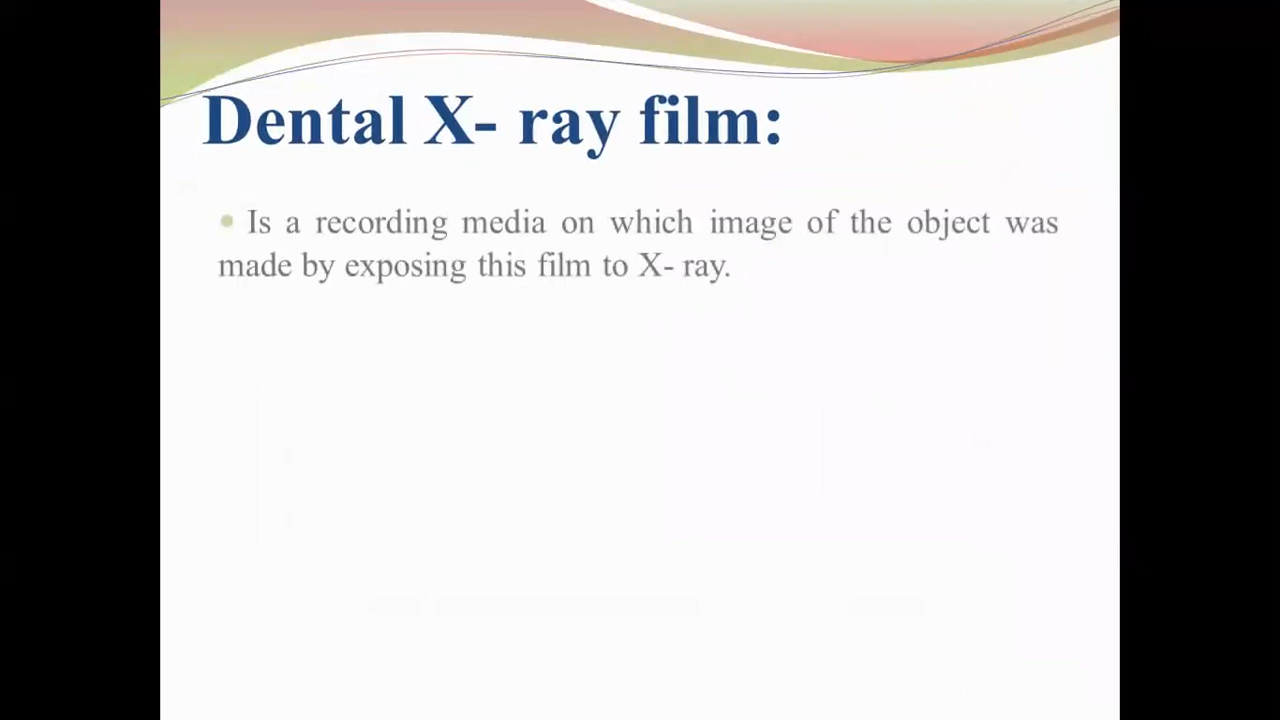 Dental X- ray film:
Is a recording media on which image of the object was
made by exposing this film to X- ray.